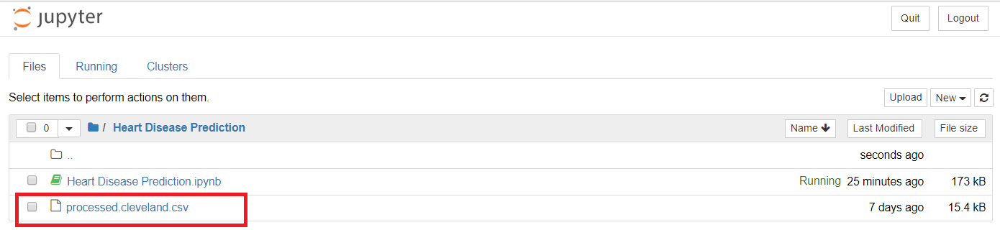 jupyter Quit Logout
Files Running Clusters
Select items to perform actions on them. Upload New
0 / Heart Disease Prediction Name Last Modified File size
.. seconds ago
Heart Disease Prediction.ipynb Running 25 minutes ago 173 kB
processed.cleveland.csv 7 days ago 15.4 kB